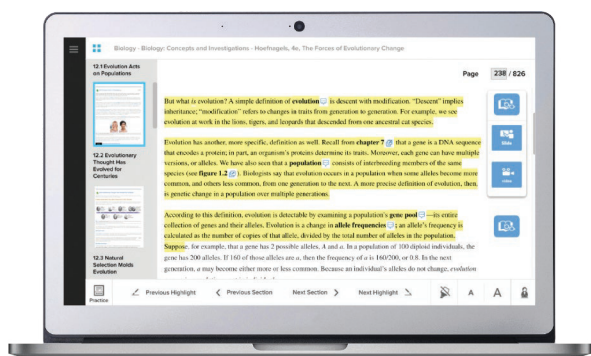 Biology - Biology: Concepts and Investigations - Hoefnagels, 4e, The Forces of Evolutionary Change
12.1 Evolution Acts
on Populations
12.2 Evolutionary
Thought Has
Evolved for
Centuries
12.3 Natural
Selection Molds
Evolution
Page 238 / 826
But what is evolution? A simple definition of evolution is descent with modification. "Descent" implies
inheritance; "modification" refers to changes in traits from generation to generation. For example, we see
evolution at work in the lions, tigers, and leopards that descended from one ancestral cat species.
Evolution has another, more specific, definition as well. Recall from chapter 7 that a gene is a DNA sequence
that encodes a protein; in part, an organism's proteins determine its traits. Moreover, each gene can have multiple
versions, or alleles. We have also seen that a population consists of interbreeding members of the same
species (see figure 1.2). Biologists say that evolution occurs in a population when some alleles become more
common, and others less common, from one generation to the next. A more precise definition of evolution, then,
is genetic change in a population over multiple generations.
According to this definition, evolution is detectable by examining a population's gene pool—its entire
collection of genes and their alleles. Evolution is a change in allele frequencies; an allele's frequency is
calculated as the number of copies of that allele, divided by the total number of alleles in the population.
Suppose, for example, that a gene has 2 possible alleles, A and a. In a population of 100 diploid individuals, the
gene has 200 alleles. If 160 of those alleles are a, then the frequency of a is 160/200, or 0.8. In the next
generation, a may become either more or less common. Because an individual's alleles do not change, evolution
Slide
Practice
Previous Highlight
Previous Section
Next Section
Next Highlight
A
A